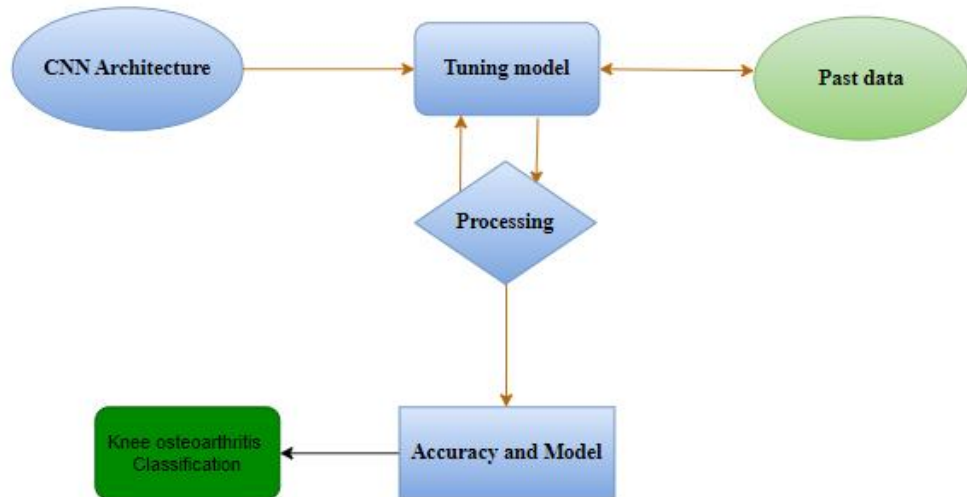 CNN Architecture
Tuning model
Past data
Processing
Knee osteoarthritis
Classification
Accuracy and Model